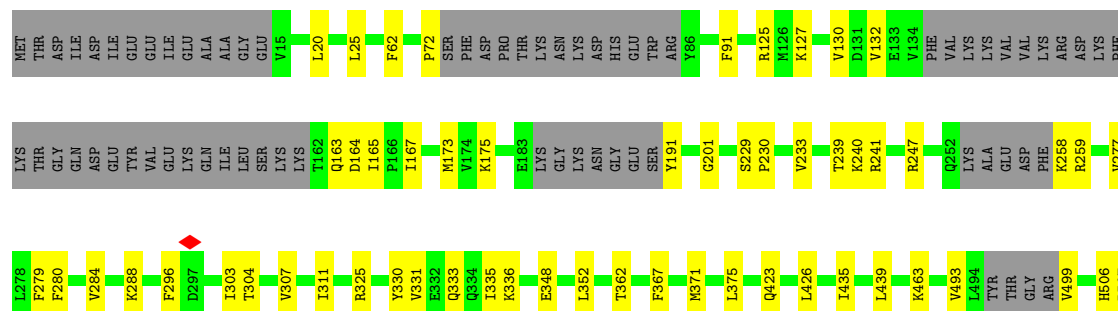 MET THR ASP ILE ASP ILE GLU GLU ILE GLU ALA ALA GLY GLU V15 L20 L25 F62 P72 SER PHE ASP PRO THR LYS ASN LYS ASP HIS GLU TRP ARG Y86 F91 R125 M126 K127 V130 D131 V132 E133 V134 PHE VAL LYS LYS VAL VAL LYS ARG ASP LYS PHE
LYS THR GLY GLN ASP GLU TYR VAL GLU LYS GLN ILE LEU SER LYS LYS T162 Q163 D164 I165 P166 I167 M173 V174 K175 E183 LYS GLY LYS ASN GLY GLU SER Y191 G201 S229 P230 V233 T239 K240 R241 R247 Q252 LYS ALA GLU ASP PHE K258 R259
L278 F279 F280 V284 K288 F296 D297 I303 T304 V307 I311 R325 Y330 V331 E332 Q333 Q334 I335 K336 E348 L352 T362 F367 M371 L375 Q423 L426 I435 L439 K463 V493 L494 TYR THR GLY ARG V499 H506